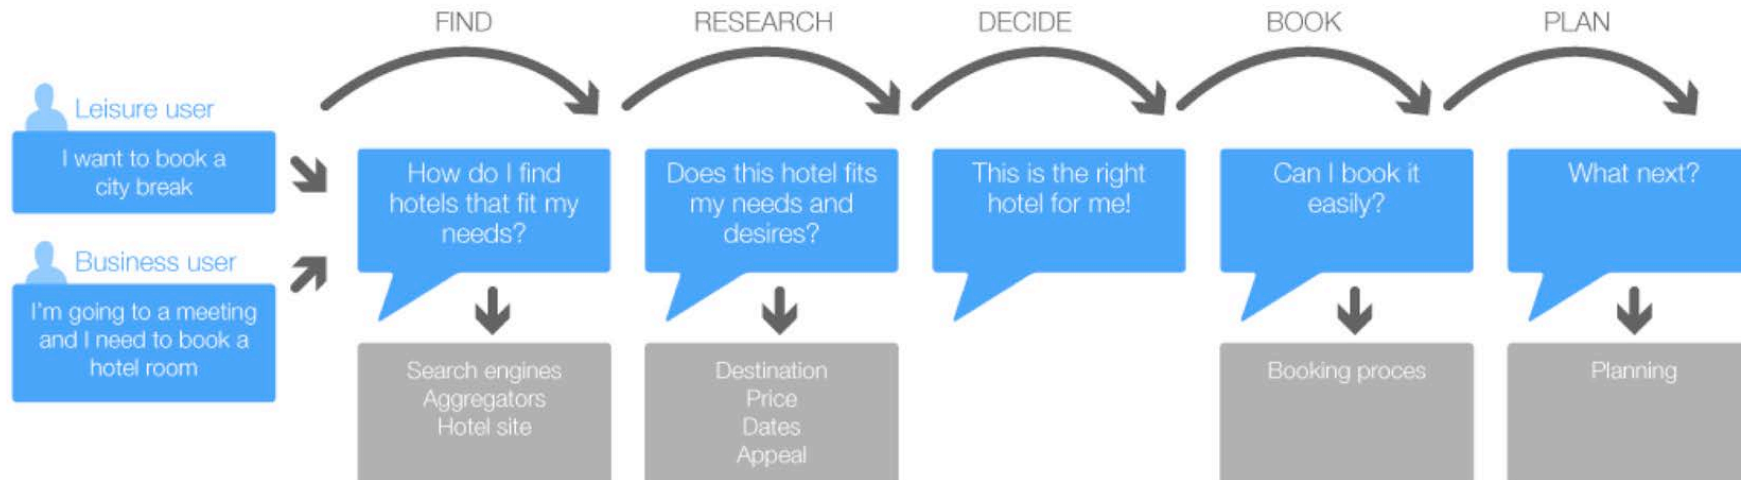 FIND
RESEARCH
DECIDE
BOOK
PLAN
Leisure user
I want to book a
city break
Business user
I'm going to a meeting
and I need to book a
hotel room
How do I find
hotels that fit my
needs?
Does this hotel fits
my needs and
desires?
This is the right
hotel for me!
Can I book it
easily?
What next?
Search engines
Aggregators
Hotel site
Destination
Price
Dates
Appeal
Booking proces
Planning